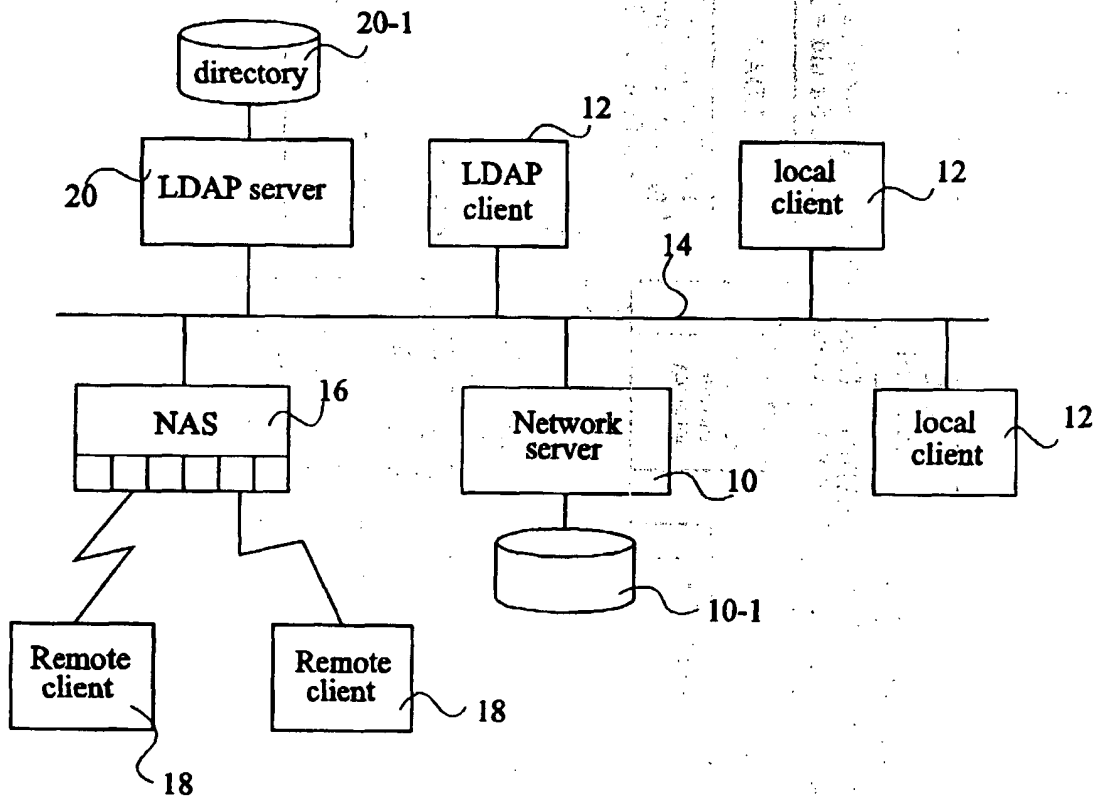 20-1
directory
12
20
LDAP server
LDAP
client
local
client
12
14
16
NAS
Network
server
10
local
client
12
10-1
Remote
client
18
Remote
client
18